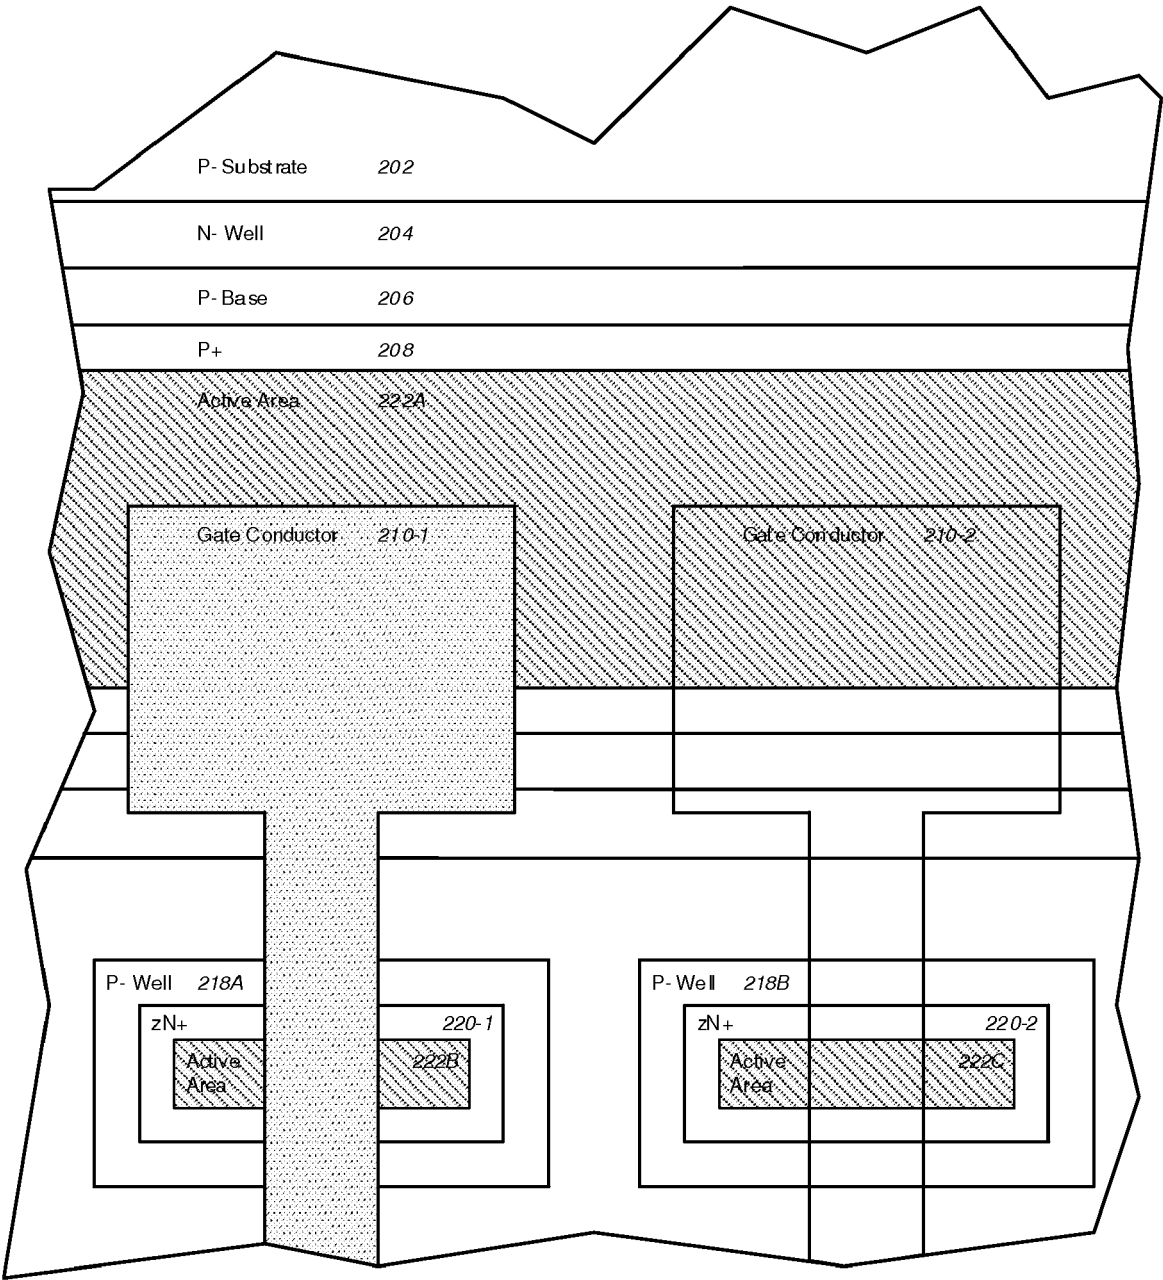 P- Substrate 202
N- Well 204
P- Base 206
P+ 208
Active Area 222A
Gate Conductor 210-1 Gate Conductor 210-2
P- Well 218A P- Well 218B
zN+ 220-1 zN+ 220-2
Active 222B Active 222C
Area Area